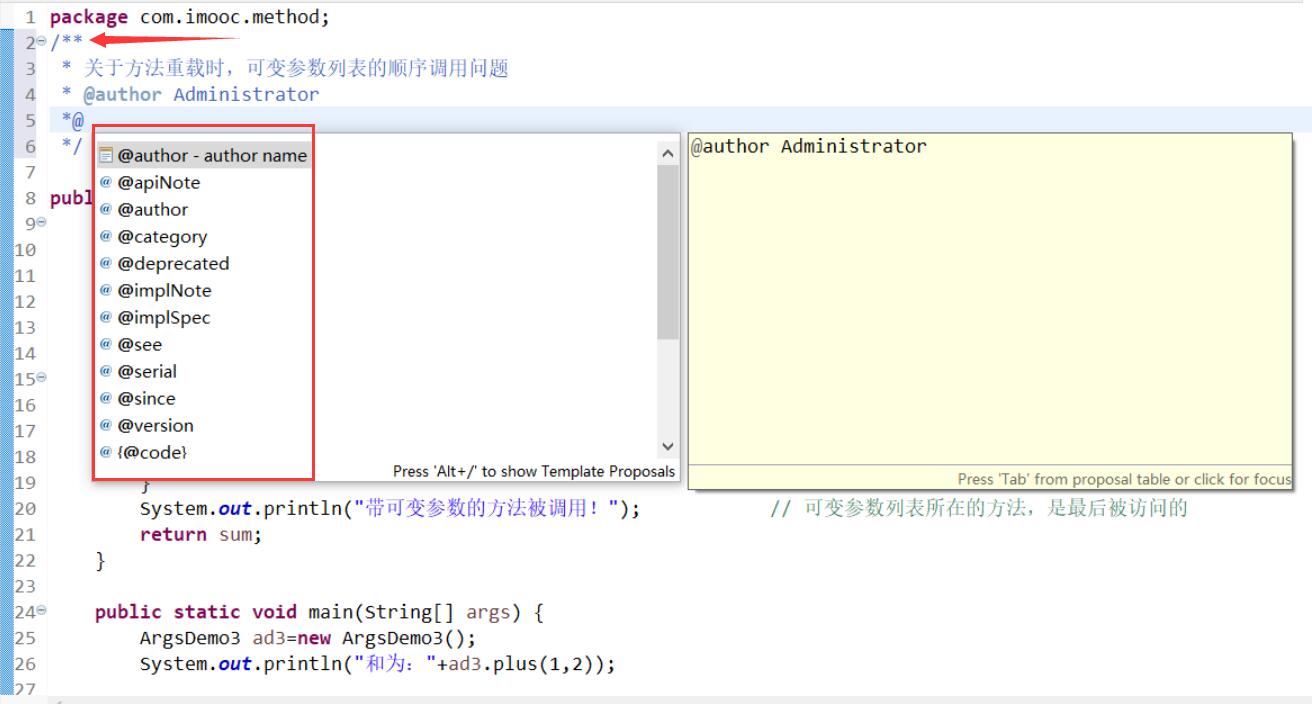 1 package com.imooc.method;
2 /**
3 * 关于方法重载时，可变参数列表的顺序调用问题
4 * @author Administrator
5 *@
6 */
@author - author name
@apiNote
@author
@category
@deprecated
@implNote
@implSpec
@see
@serial
@since
@version
{@code}
Press 'Alt+/' to show Template Proposals
@author Administrator
Press 'Tab' from proposal table or click for focus
7
8 publ
9
10
11
12
13
14
15
16
17
18
19 }
20 System.out.println("带可变参数的方法被调用！"); // 可变参数列表所在的方法，是最后被访问的
21 return sum;
22 }
23
24 public static void main(String[] args) {
25 ArgsDemo3 ad3=new ArgsDemo3();
26 System.out.println("和为："+ad3.plus(1,2));
27